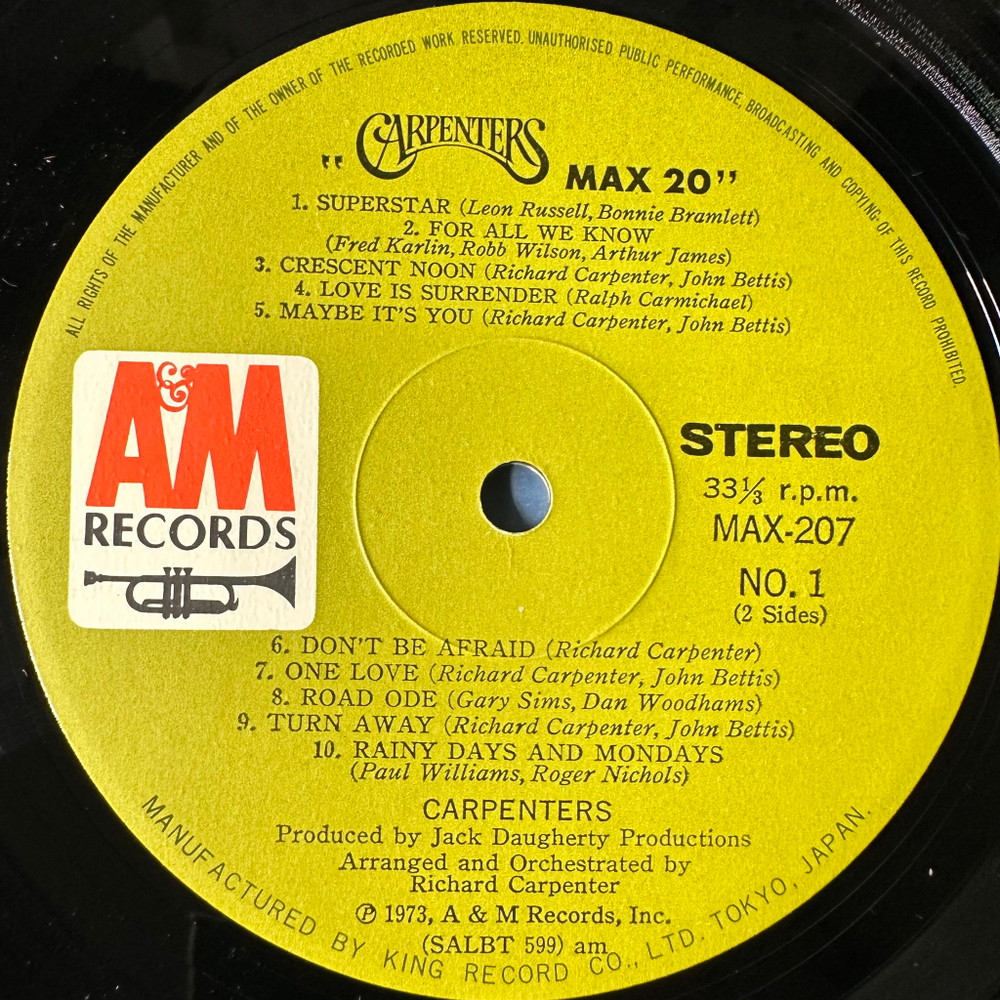 ALL RIGHTS OF THE MANUFACTURER AND OF THE OWNER OF THE RECORDED WORK RESERVED. UNAUTHORISED PUBLIC PERFORMANCE, BROADCASTING AND COPYING OF THIS RECORD PROHIBITED.
"CARPENTERS MAX 20"
1. SUPERSTAR (Leon Russell, Bonnie Bramlett)
2. FOR ALL WE KNOW
(Fred Karlin, Robb Wilson, Arthur James)
3. CRESCENT NOON (Richard Carpenter, John Bettis)
4. LOVE IS SURRENDER (Ralph Carmichael)
5. MAYBE IT'S YOU (Richard Carpenter, John Bettis)
A&M
RECORDS
STEREO
33⅓ r.p.m.
MAX-207
NO. 1
(2 Sides)
6. DON'T BE AFRAID (Richard Carpenter)
7. ONE LOVE (Richard Carpenter, John Bettis)
8. ROAD ODE (Gary Sims, Dan Woodhams)
9. TURN AWAY (Richard Carpenter, John Bettis)
10. RAINY DAYS AND MONDAYS
(Paul Williams, Roger Nichols)
CARPENTERS
Produced by Jack Daugherty Productions
Arranged and Orchestrated by
Richard Carpenter
℗ 1973, A & M Records, Inc.
(SALBT 599) am
MANUFACTURED BY KING RECORD CO., LTD. TOKYO, JAPAN.